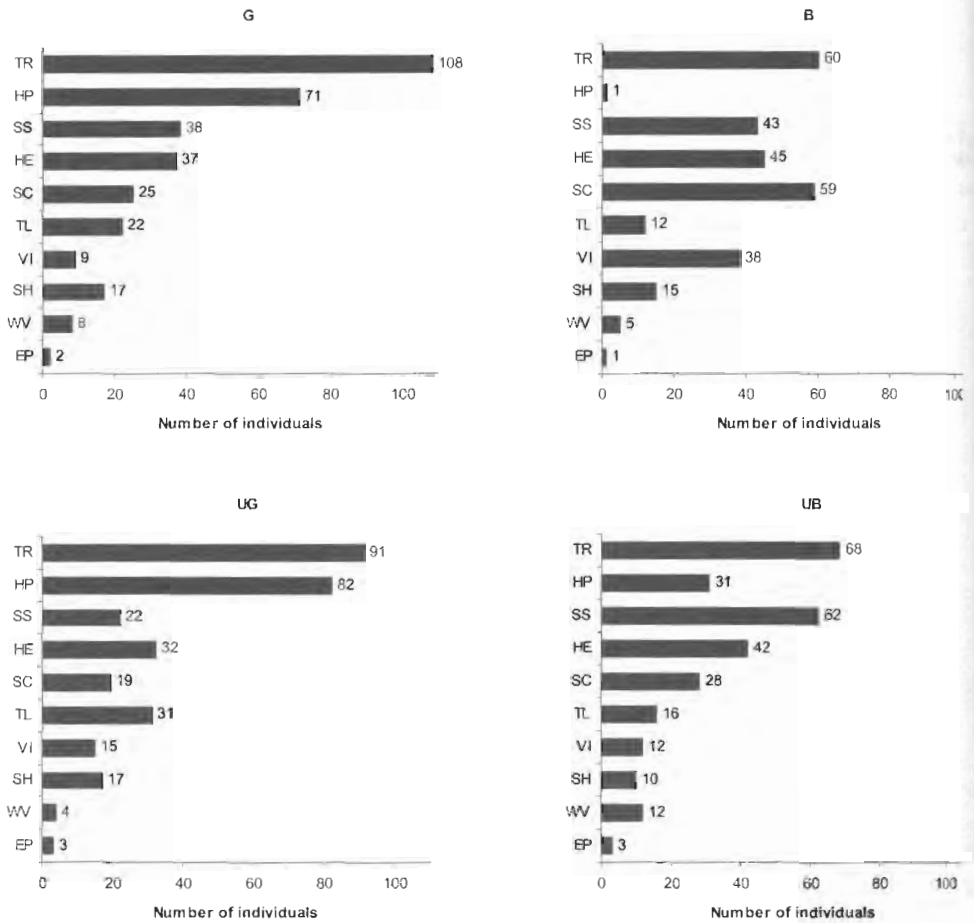 G
TR 108
HP 71
SS 38
HE 37
SC 25
TL 22
VI 9
SH 17
WV 8
EP 2
0 20 40 60 80 100
Number of individuals
B
TR 60
HP 1
SS 43
HE 45
SC 59
TL 12
VI 38
SH 15
WV 5
EP 1
0 20 40 60 80 100
Number of individuals
UG
TR 91
HP 82
SS 22
HE 32
SC 19
TL 31
VI 15
SH 17
WV 4
EP 3
0 20 40 60 80 100
Number of individuals
UB
TR 68
HP 31
SS 62
HE 42
SC 28
TL 16
VI 12
SH 10
WV 12
EP 3
0 20 40 60 80 100
Number of individuals